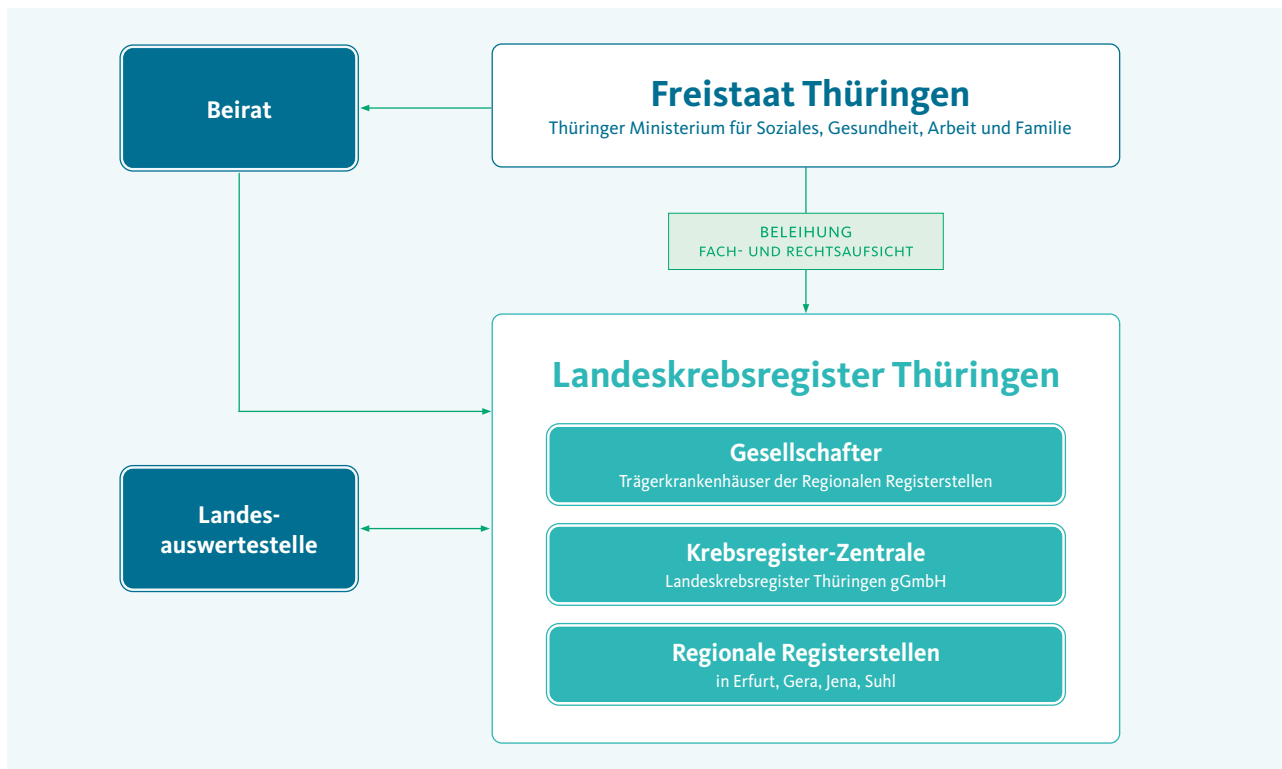 Beirat
Freistaat Thüringen
Thüringer Ministerium für Soziales, Gesundheit, Arbeit und Familie
BELEIHUNG
FACH- UND RECHTSAUFSICHT
Landeskrebsregister Thüringen
Gesellschafter
Trägerkrankenhäuser der Regionalen Registerstellen
Landes-
auswertestelle
Krebsregister-Zentrale
Landeskrebsregister Thüringen gGmbH
Regionale Registerstellen
in Erfurt, Gera, Jena, Suhl